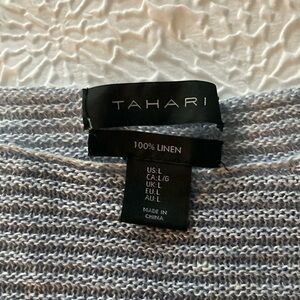 TAHARI
100% LINEN
US:L
CA:L/G
UK:L
EU:L
AU:L
MADE IN
CHINA